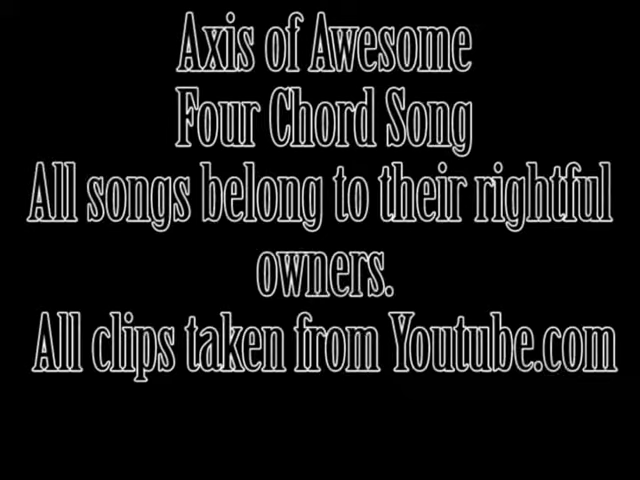 Axis of Awesome
Four Chord Song
All songs belong to their rightful
owners.
All clips taken from Youtube.com